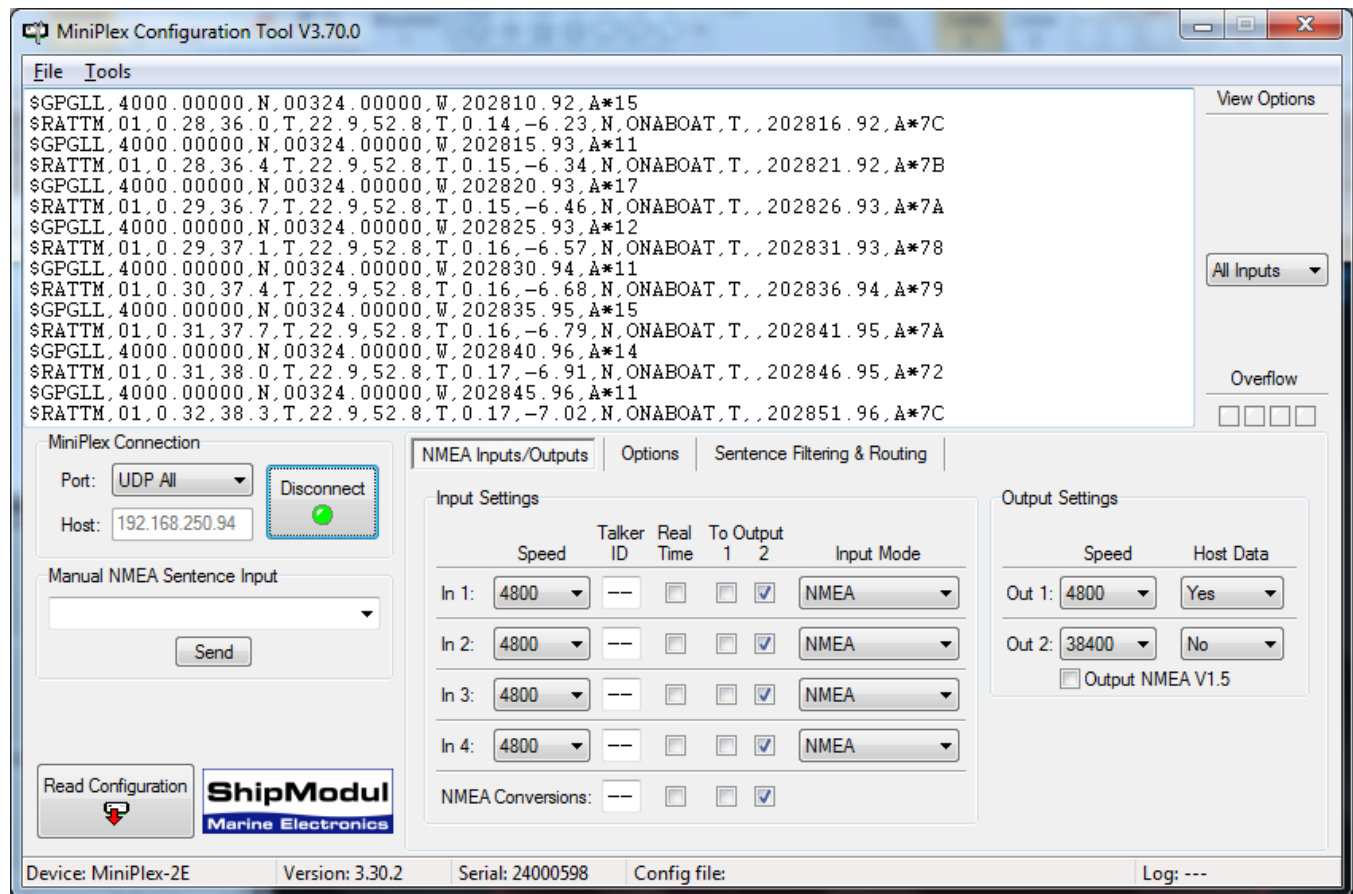 MiniPlex Configuration Tool V3.70.0
File Tools
$GPGLL,4000.00000,N,00324.00000,W,202810.92,A*15
$RATTM,01,0.28,36.0,T,22.9,52.8,T,0.14,-6.23,N,ONABOAT,T,,202816.92,A*7C
$GPGLL,4000.00000,N,00324.00000,W,202815.93,A*11
$RATTM,01,0.28,36.4,T,22.9,52.8,T,0.15,-6.34,N,ONABOAT,T,,202821.92,A*7B
$GPGLL,4000.00000,N,00324.00000,W,202820.93,A*17
$RATTM,01,0.29,36.7,T,22.9,52.8,T,0.15,-6.46,N,ONABOAT,T,,202826.93,A*7A
$GPGLL,4000.00000,N,00324.00000,W,202825.93,A*12
$RATTM,01,0.29,37.1,T,22.9,52.8,T,0.16,-6.57,N,ONABOAT,T,,202831.93,A*78
$GPGLL,4000.00000,N,00324.00000,W,202830.94,A*11
$RATTM,01,0.30,37.4,T,22.9,52.8,T,0.16,-6.68,N,ONABOAT,T,,202836.94,A*79
$GPGLL,4000.00000,N,00324.00000,W,202835.95,A*15
$RATTM,01,0.31,37.7,T,22.9,52.8,T,0.16,-6.79,N,ONABOAT,T,,202841.95,A*7A
$GPGLL,4000.00000,N,00324.00000,W,202840.96,A*14
$RATTM,01,0.31,38.0,T,22.9,52.8,T,0.17,-6.91,N,ONABOAT,T,,202846.95,A*72
$GPGLL,4000.00000,N,00324.00000,W,202845.96,A*11
$RATTM,01,0.32,38.3,T,22.9,52.8,T,0.17,-7.02,N,ONABOAT,T,,202851.96,A*7C
View Options
All Inputs
Overflow
MiniPlex Connection
Port: UDP All
Disconnect
Host: 192.168.250.94
Manual NMEA Sentence Input
Send
Read Configuration
ShipModul
Marine Electronics
NMEA Inputs/Outputs Options Sentence Filtering & Routing
Input Settings
Talker Real To Output
Speed ID Time 1 2 Input Mode
In 1: 4800 -- NMEA
In 2: 4800 -- NMEA
In 3: 4800 -- NMEA
In 4: 4800 -- NMEA
NMEA Conversions: --
Output Settings
Speed Host Data
Out 1: 4800 Yes
Out 2: 38400 No
Output NMEA V1.5
Device: MiniPlex-2E Version: 3.30.2 Serial: 24000598 Config file: Log: ---